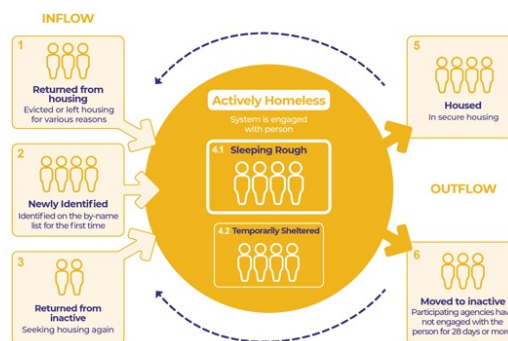 INFLOW
1
Returned from
housing
Evicted or left housing
for various reasons
2
Newly Identified
Identified on the by-name
list for the first time
3
Returned from
inactive
Seeking housing again
Actively Homeless
System is engaged
with person
4.1 Sleeping Rough
4.2 Temporarily Sheltered
5
Housed
In secure housing
OUTFLOW
6
Moved to inactive
Participating agencies have
not engaged with the
person for 28 days or more